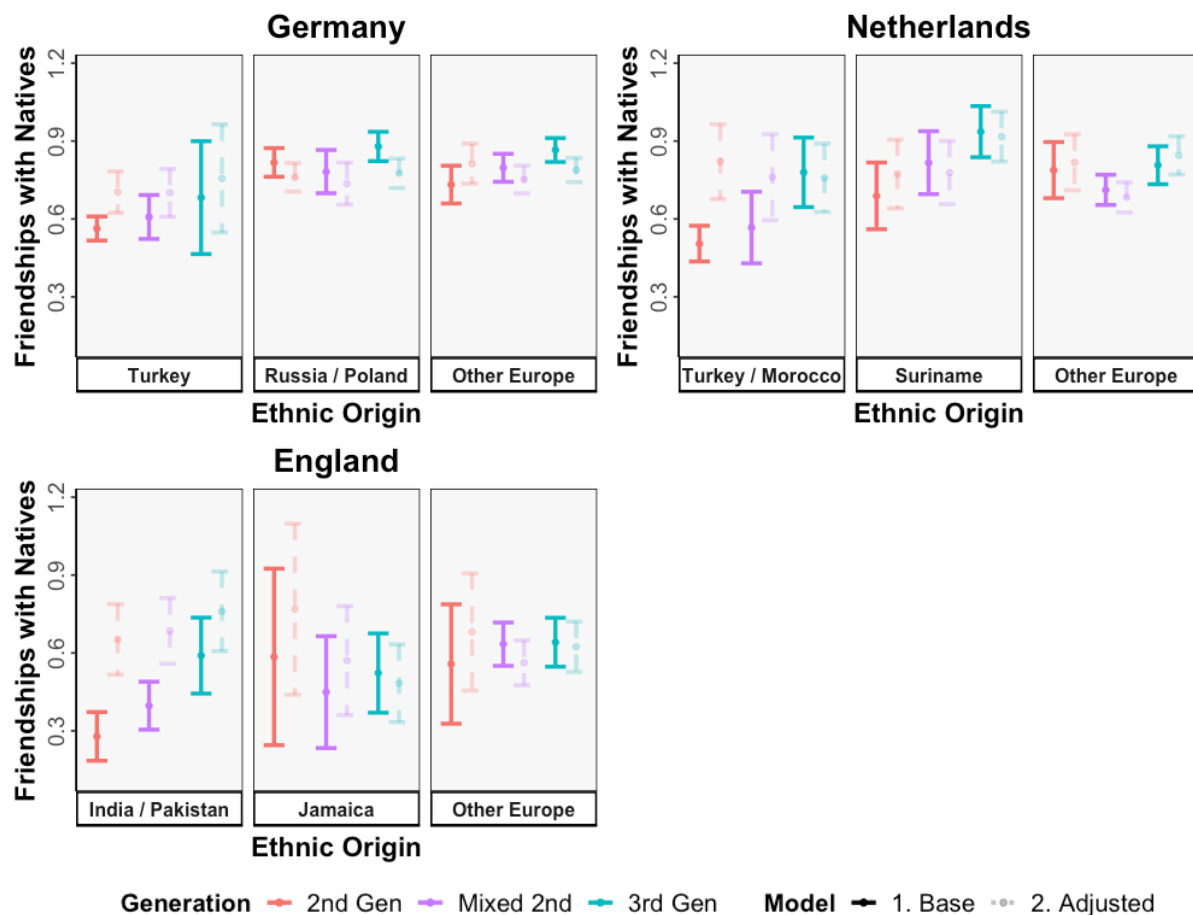 Germany
Friendships with Natives
1.2
0.9
0.6
0.3
Turkey
Russia / Poland
Other Europe
Ethnic Origin
Netherlands
Friendships with Natives
1.2
0.9
0.6
0.3
Turkey / Morocco
Suriname
Other Europe
Ethnic Origin
England
Friendships with Natives
1.2
0.9
0.6
0.3
India / Pakistan
Jamaica
Other Europe
Ethnic Origin
Generation 2nd Gen Mixed 2nd 3rd Gen Model 1. Base 2. Adjusted